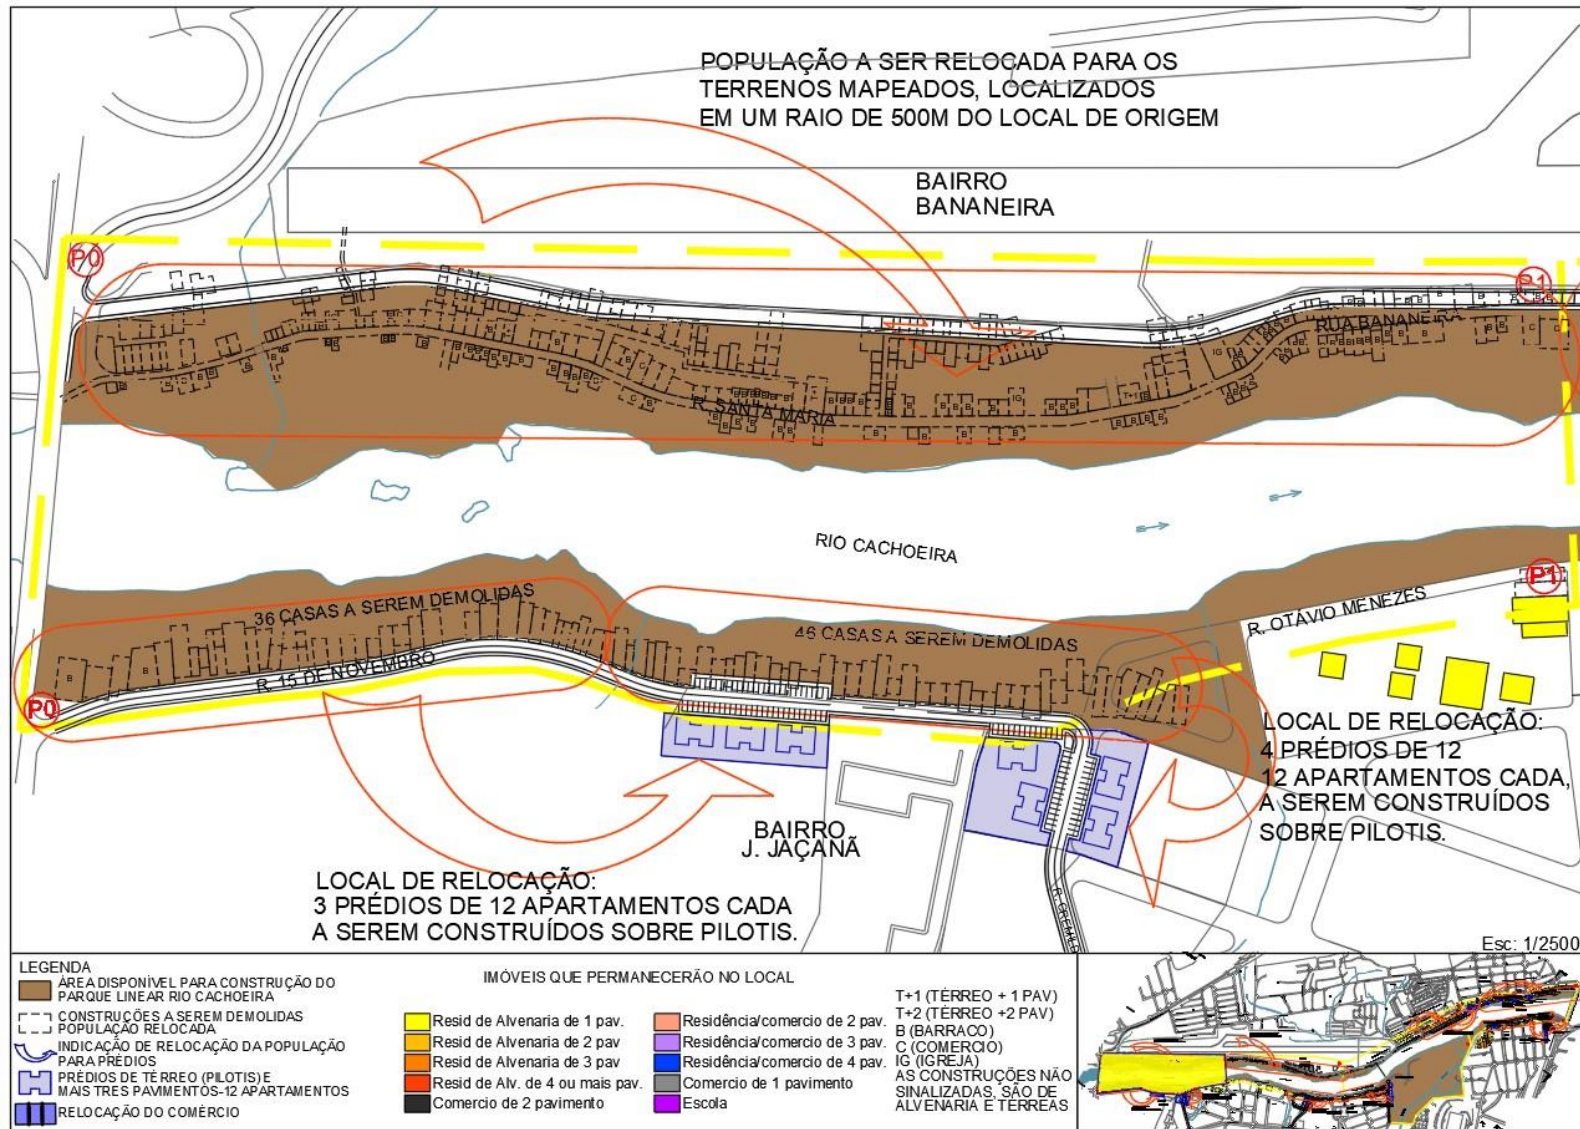 POPULAÇÃO A SER RELOCADA PARA OS
TERRENOS MAPEADOS, LOCALIZADOS
EM UM RAIO DE 500M DO LOCAL DE ORIGEM
BAIRRO
BANANEIRA
P0
P1
RUA BANANEIRA
R. SANTA MARIA
RIO CACHOEIRA
36 CASAS A SEREM DEMOLIDAS
46 CASAS A SEREM DEMOLIDAS
R. OTÁVIO MENEZES
P1
R. 15 DE NOVEMBRO
P0
LOCAL DE RELOCAÇÃO:
4 PRÉDIOS DE 12
12 APARTAMENTOS CADA,
A SEREM CONSTRUÍDOS
SOBRE PILOTIS.
BAIRRO
J. JAÇANÃ
LOCAL DE RELOCAÇÃO:
3 PRÉDIOS DE 12 APARTAMENTOS CADA
A SEREM CONSTRUÍDOS SOBRE PILOTIS.
Esc: 1/2500
LEGENDA
ÁREA DISPONÍVEL PARA CONSTRUÇÃO DO
PARQUE LINEAR RIO CACHOEIRA
CONSTRUÇÕES A SEREM DEMOLIDAS
POPULAÇÃO RELOCADA
INDICAÇÃO DE RELOCAÇÃO DA POPULAÇÃO
PARA PRÉDIOS
PRÉDIOS DE TÉRREO (PILOTIS) E
MAIS TRES PAVIMENTOS-12 APARTAMENTOS
RELOCAÇÃO DO COMÉRCIO
IMÓVEIS QUE PERMANECERÃO NO LOCAL
Resid de Alvenaria de 1 pav.
Resid de Alvenaria de 2 pav
Resid de Alvenaria de 3 pav
Resid de Alv. de 4 ou mais pav.
Comercio de 2 pavimento
Residência/comercio de 2 pav.
Residência/comercio de 3 pav.
Residência/comercio de 4 pav.
Comercio de 1 pavimento
Escola
T+1 (TÉRREO + 1 PAV)
T+2 (TÉRREO +2 PAV)
B (BARRACO)
C (COMERCIO)
IG (IGREJA)
AS CONSTRUÇÕES NÃO
SINALIZADAS, SÃO DE
ALVENARIA E TÉRREAS